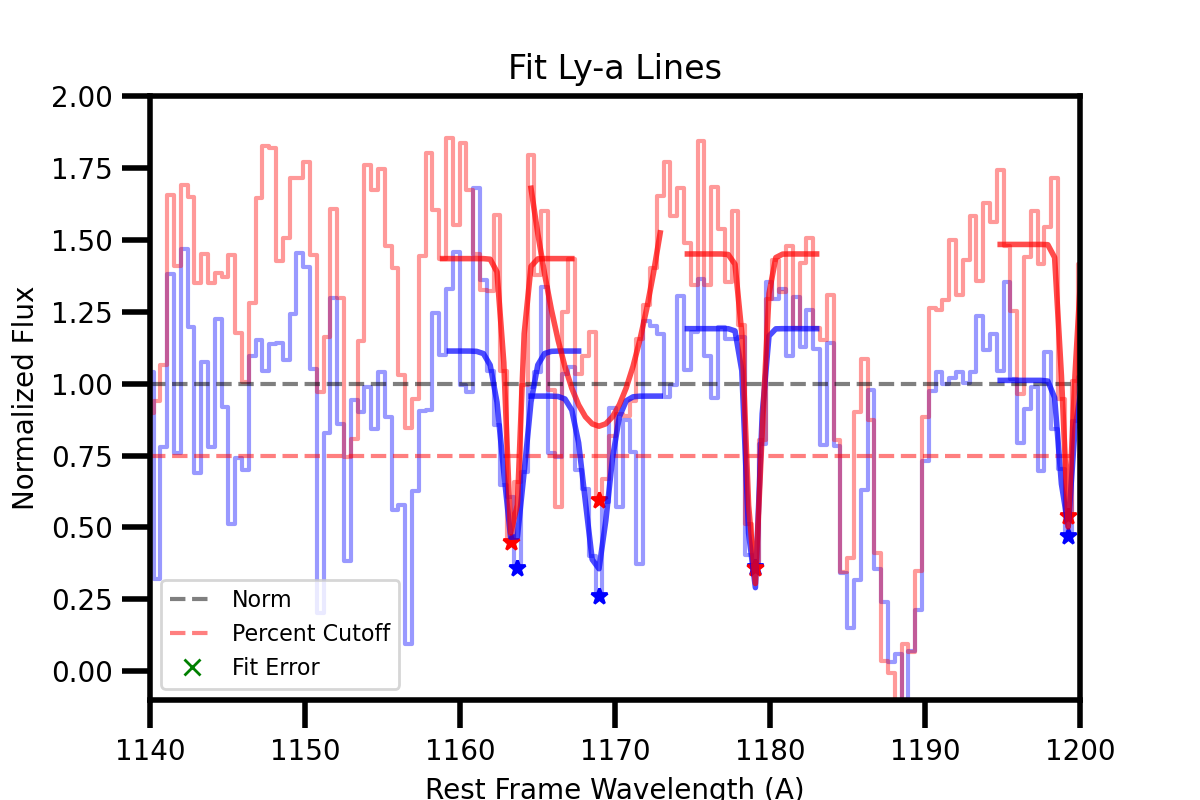 Fit Ly-a Lines
2.00
1.75
1.50
1.25
1.00
0.75
0.50
0.25
0.00
Normalized Flux
Norm
Percent Cutoff
Fit Error
1140 1150 1160 1170 1180 1190 1200
Rest Frame Wavelength (A)